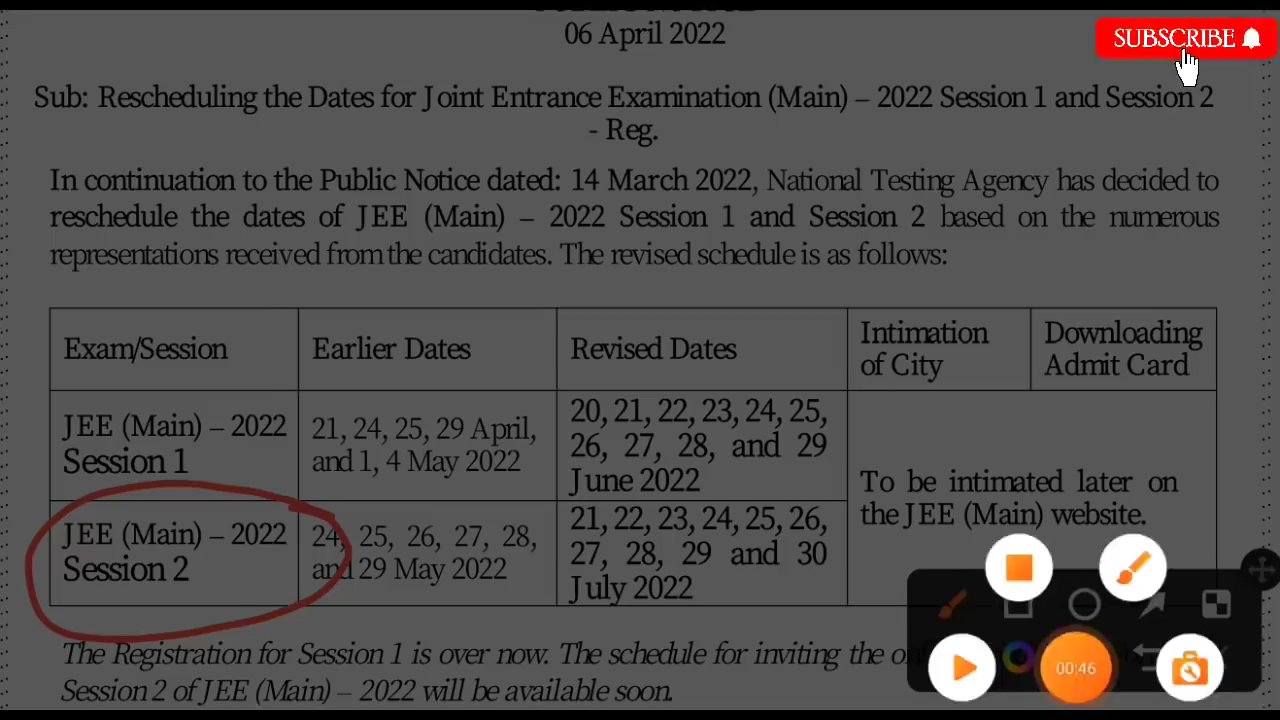 06 April 2022
SUBSCRIBE
Sub: Rescheduling the Dates for Joint Entrance Examination (Main) – 2022 Session 1 and Session 2
- Reg.
In continuation to the Public Notice dated: 14 March 2022, National Testing Agency has decided to
reschedule the dates of JEE (Main) – 2022 Session 1 and Session 2 based on the numerous
representations received from the candidates. The revised schedule is as follows:
Exam/Session
Earlier Dates
Revised Dates
Intimation
of City
Downloading
Admit Card
JEE (Main) – 2022
Session 1
21, 24, 25, 29 April,
and 1, 4 May 2022
20, 21, 22, 23, 24, 25,
26, 27, 28, and 29
June 2022
To be intimated later on
the JEE (Main) website.
JEE (Main) – 2022
Session 2
24, 25, 26, 27, 28,
and 29 May 2022
21, 22, 23, 24, 25, 26,
27, 28, 29 and 30
July 2022
The Registration for Session 1 is over now. The schedule for inviting the
Session 2 of JEE (Main) – 2022 will be available soon.
00:46